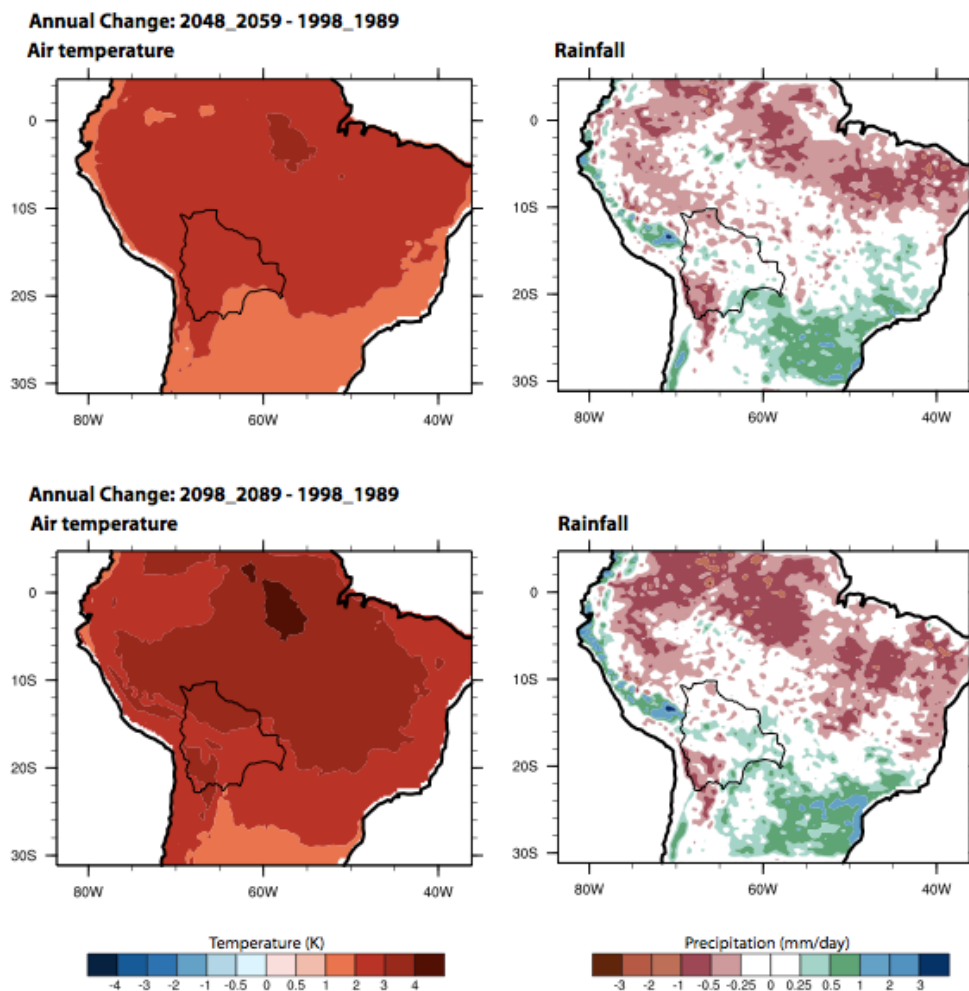 Annual Change: 2048_2059 - 1998_1989
Air temperature
Rainfall
0
10S
20S
30S
80W
60W
40W
0
10S
20S
30S
80W
60W
40W
Annual Change: 2098_2089 - 1998_1989
Air temperature
Rainfall
0
10S
20S
30S
80W
60W
40W
0
10S
20S
30S
80W
60W
40W
Temperature (K)
-4 -3 -2 -1 -0.5 0 0.5 1 2 3 4
Precipitation (mm/day)
-3 -2 -1 -0.5 -0.25 0 0.25 0.5 1 2 3